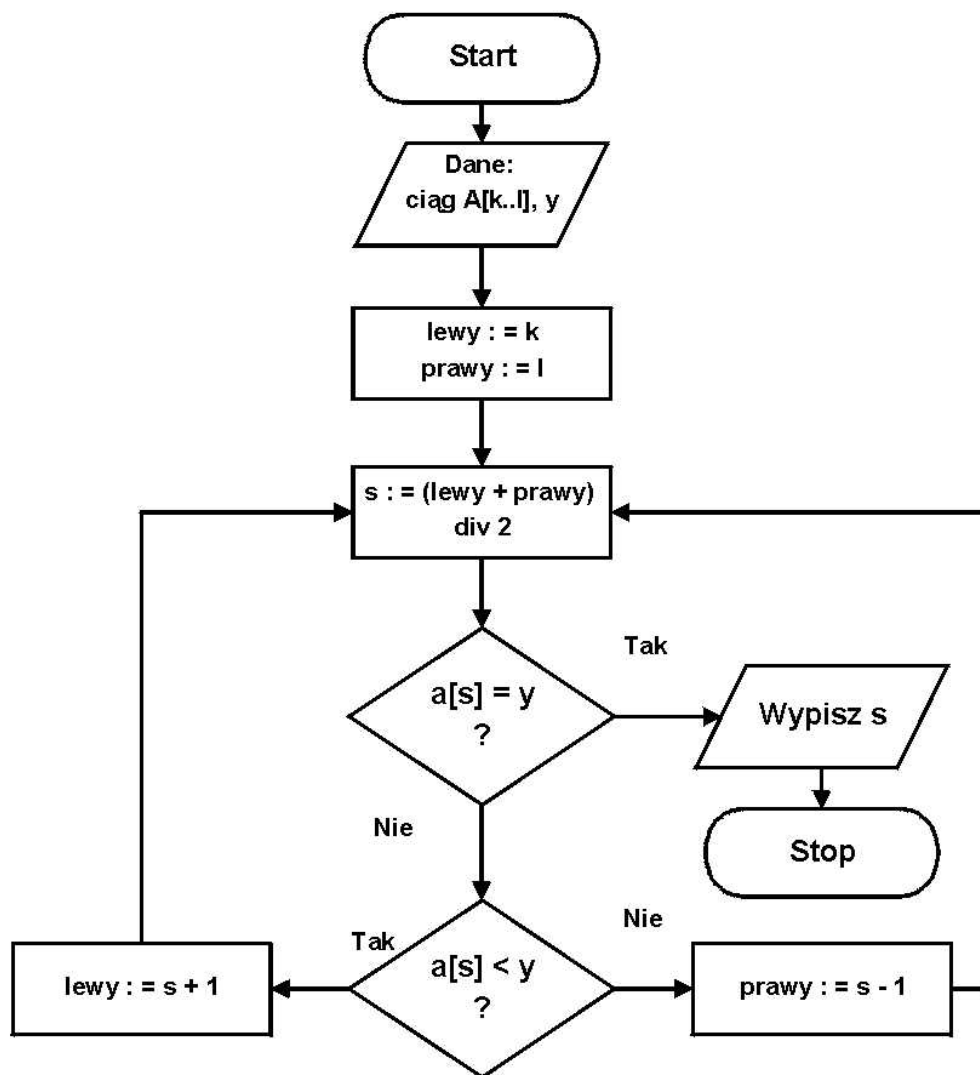 Start
Dane:
ciąg A[k..l], y
lewy : = k
prawy : = l
s : = (lewy + prawy)
div 2
Tak
a[s] = y
?
Wypisz s
Nie
Stop
Tak
a[s] < y
?
Nie
lewy : = s + 1
prawy : = s - 1